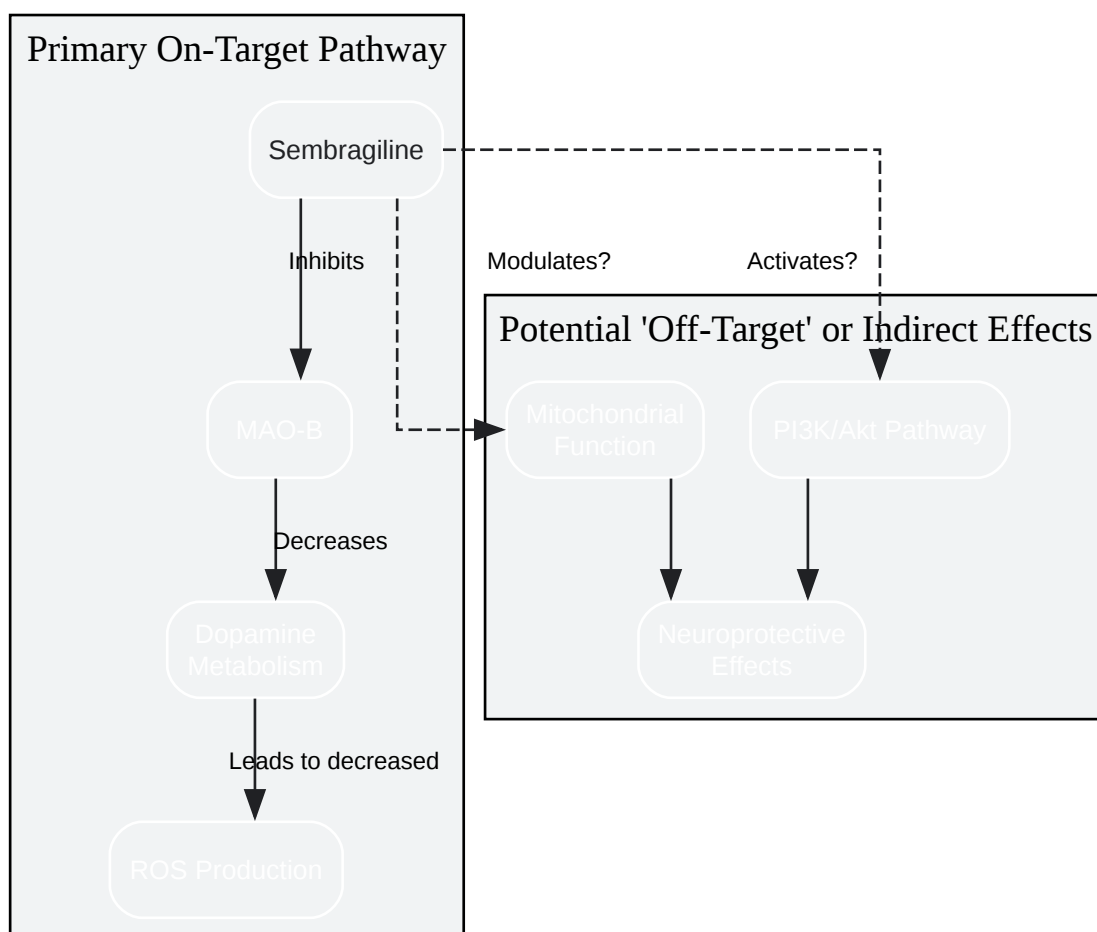 Primary On-Target Pathway
Sembragiline
Inhibits
Modulates?
Activates?
Potential 'Off-Target' or Indirect Effects
MAO-B
Mitochondrial
Function
PI3K/Akt Pathway
Decreases
Dopamine
Metabolism
Neuroprotective
Effects
Leads to decreased
ROS Production